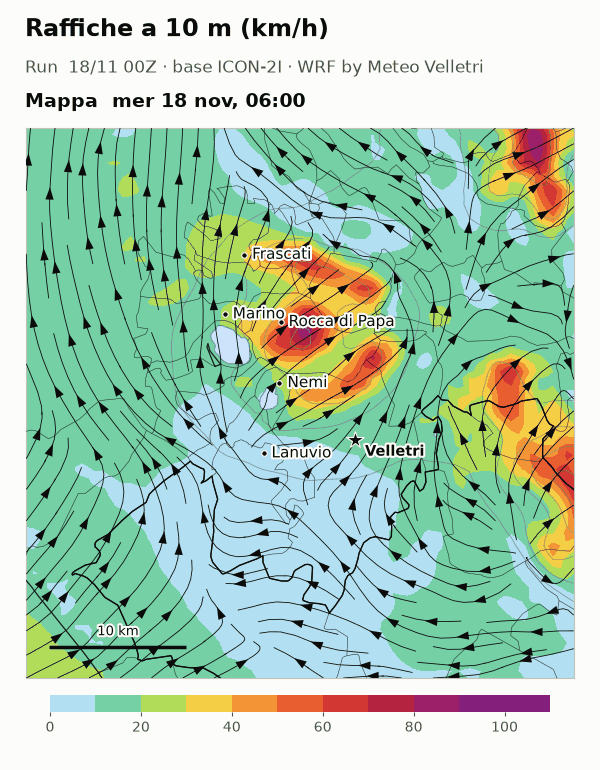 Raffiche a 10 m (km/h)
Run 18/11 00Z · base ICON-2I · WRF by Meteo Velletri
Mappa mer 18 nov, 06:00
Frascati
Marino
Rocca di Papa
Nemi
Velletri
Lanuvio
10 km
0 20 40 60 80 100